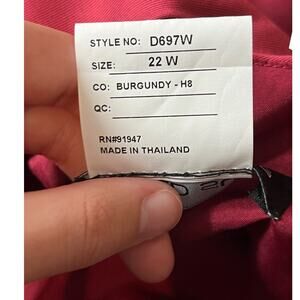 STYLE NO: D697W
SIZE: 22 W
CO: BURGUNDY - H8
QC:
RN#91947
MADE IN THAILAND